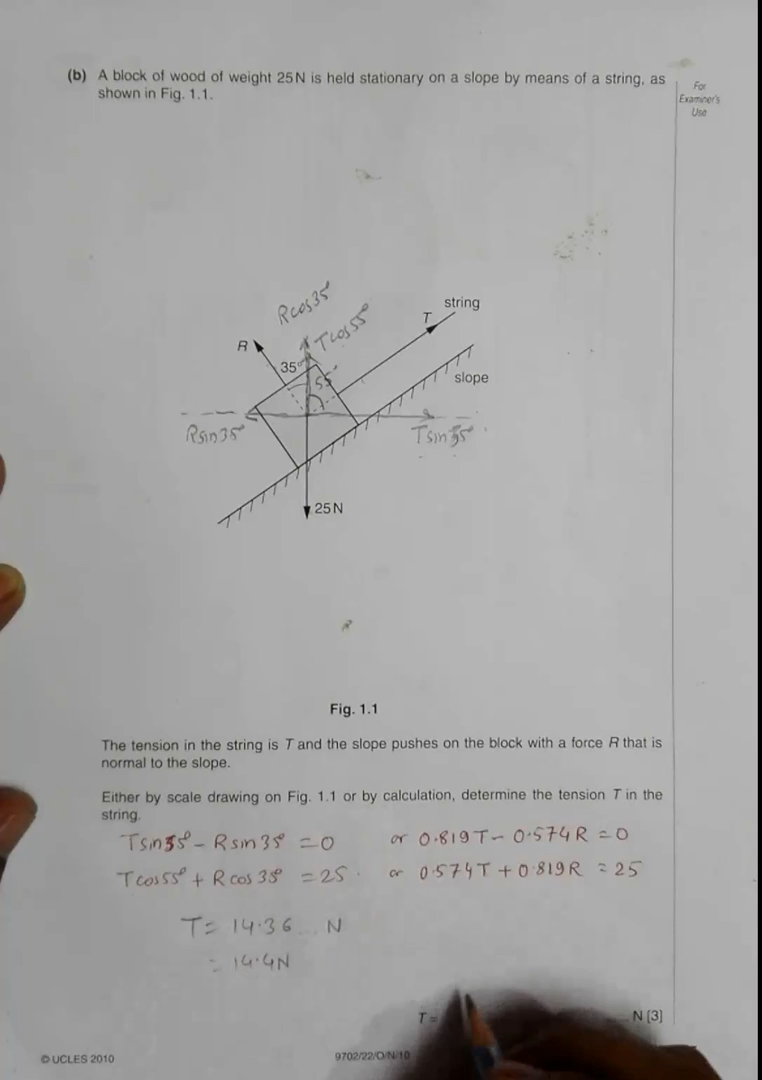 (b) A block of wood of weight 25 N is held stationary on a slope by means of a string, as
shown in Fig. 1.1.
For
Examiner's
Use
Rcos35°
Tcos55°
string
T
R
35°
55°
slope
Rsin35°
Tsin55°
25 N
Fig. 1.1
The tension in the string is T and the slope pushes on the block with a force R that is
normal to the slope.
Either by scale drawing on Fig. 1.1 or by calculation, determine the tension T in the
string.
Tsin55° - Rsin35° = 0 or 0.819T - 0.574R = 0
Tcos55° + Rcos35° = 25. or 0.574T + 0.819R = 25
T = 14.36... N
= 14.4N
T = N [3]
© UCLES 2010
9702/22/O/N/10